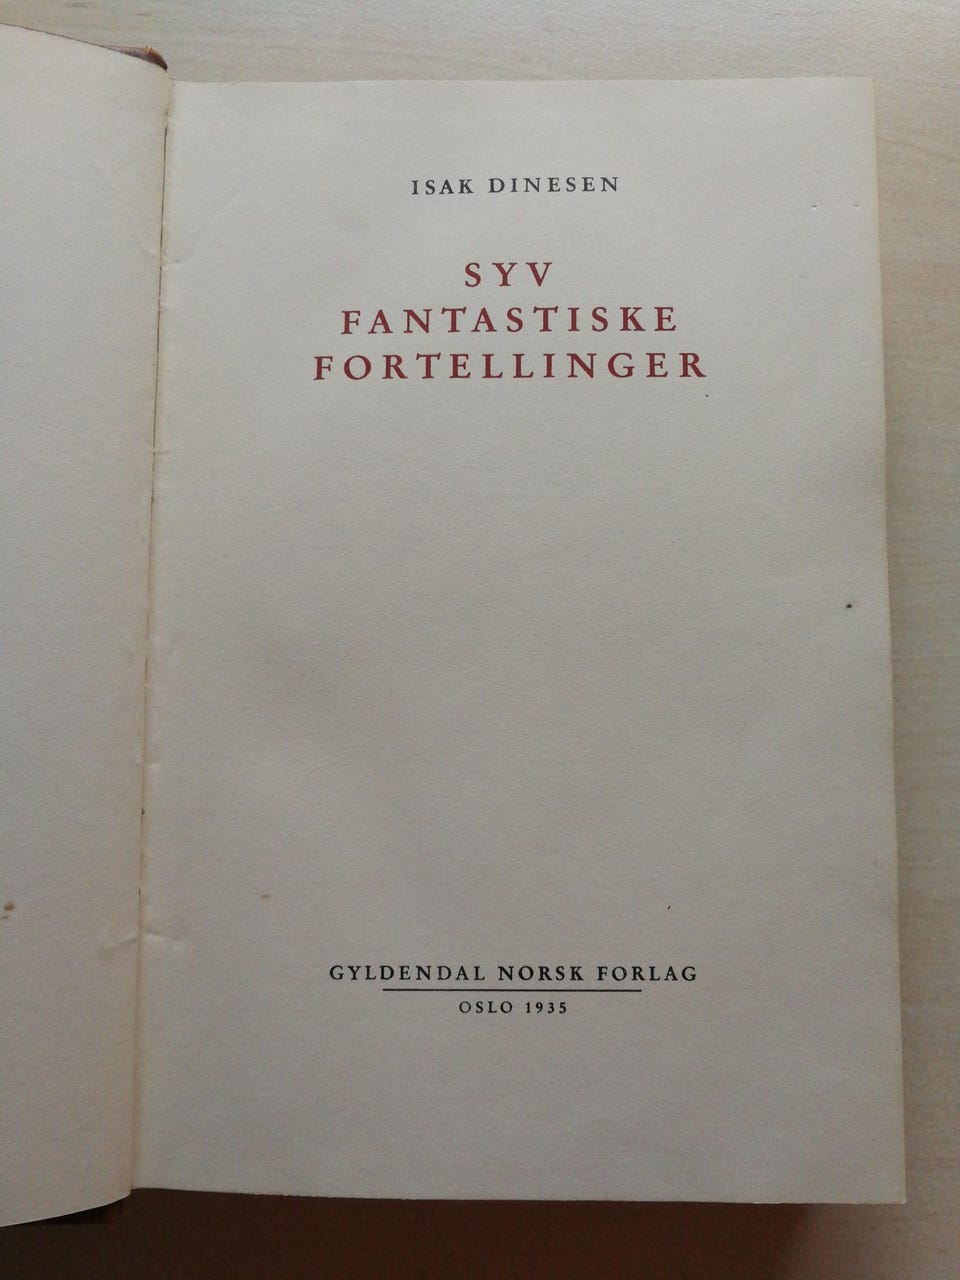 ISAK DINESEN
SYV
FANTASTISKE
FORTELLINGER
GYLDENDAL NORSK FORLAG
OSLO 1935